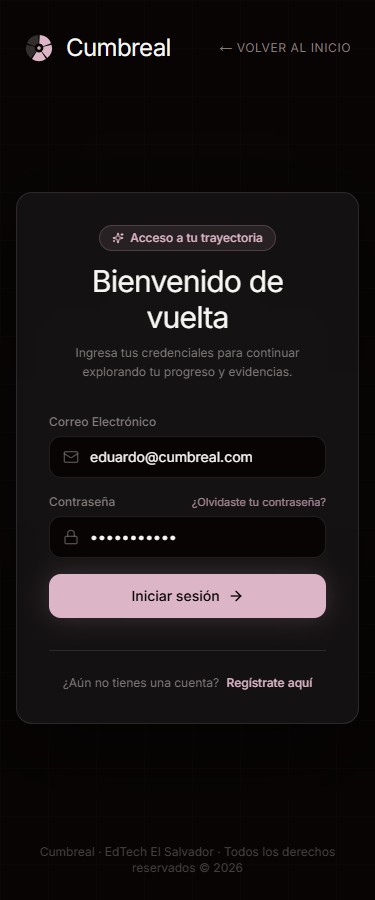 Cumbreal
← VOLVER AL INICIO
Acceso a tu trayectoria
Bienvenido de
vuelta
Ingresa tus credenciales para continuar
explorando tu progreso y evidencias.
Correo Electrónico
eduardo@cumbreal.com
Contraseña
¿Olvidaste tu contraseña?
•••••••••••
Iniciar sesión →
¿Aún no tienes una cuenta? Regístrate aquí
Cumbreal · EdTech El Salvador · Todos los derechos
reservados © 2026